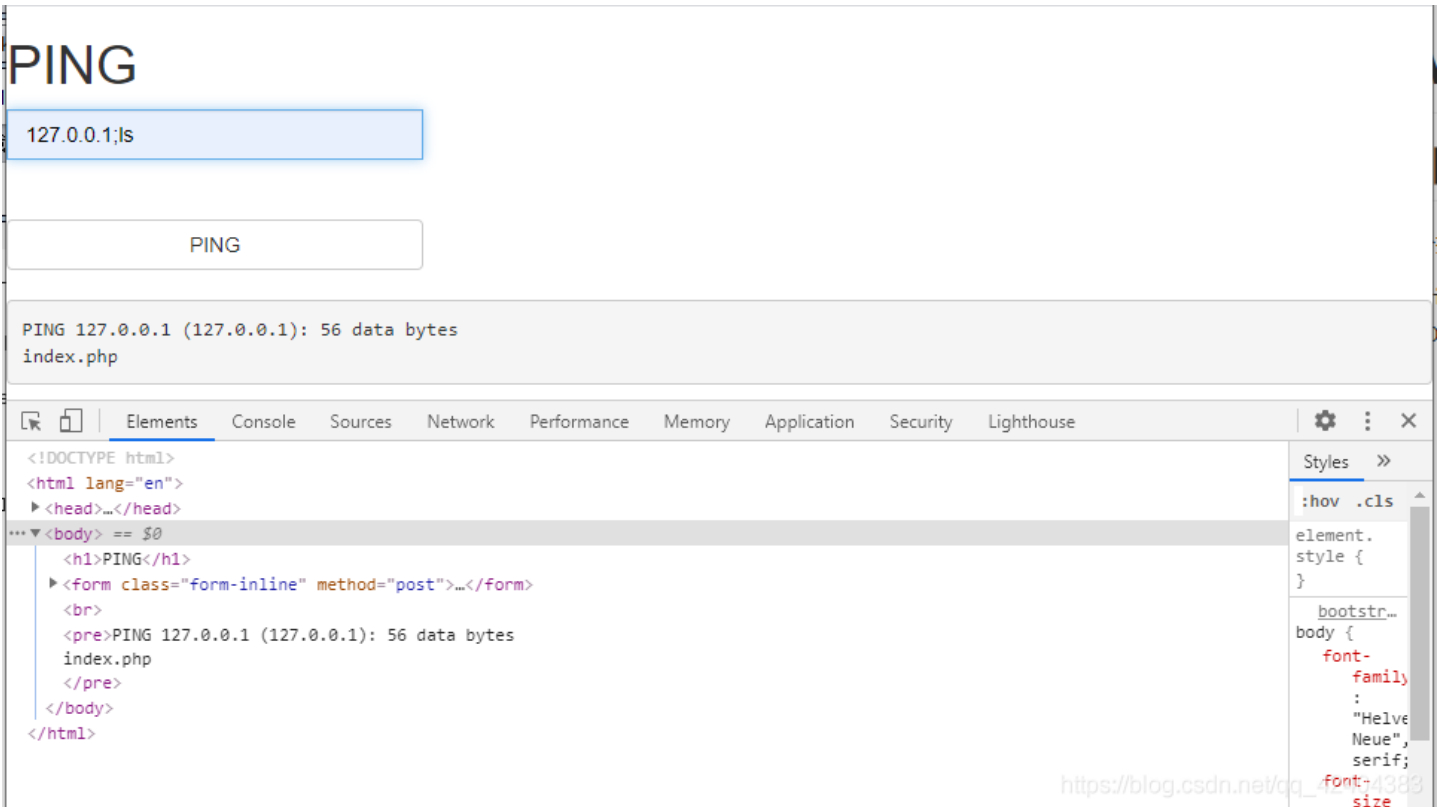 PING
127.0.0.1;ls
PING
PING 127.0.0.1 (127.0.0.1): 56 data bytes
index.php
Elements Console Sources Network Performance Memory Application Security Lighthouse
<!DOCTYPE html>
<html lang="en">
<head>…</head>
<body> == $0
<h1>PING</h1>
<form class="form-inline" method="post">…</form>
<br>
<pre>PING 127.0.0.1 (127.0.0.1): 56 data bytes
index.php
</pre>
</body>
</html>
Styles »
:hov .cls
element.
style {
}
bootstr…
body {
font-
family
:
"Helve
Neue",
serif;
font-
size